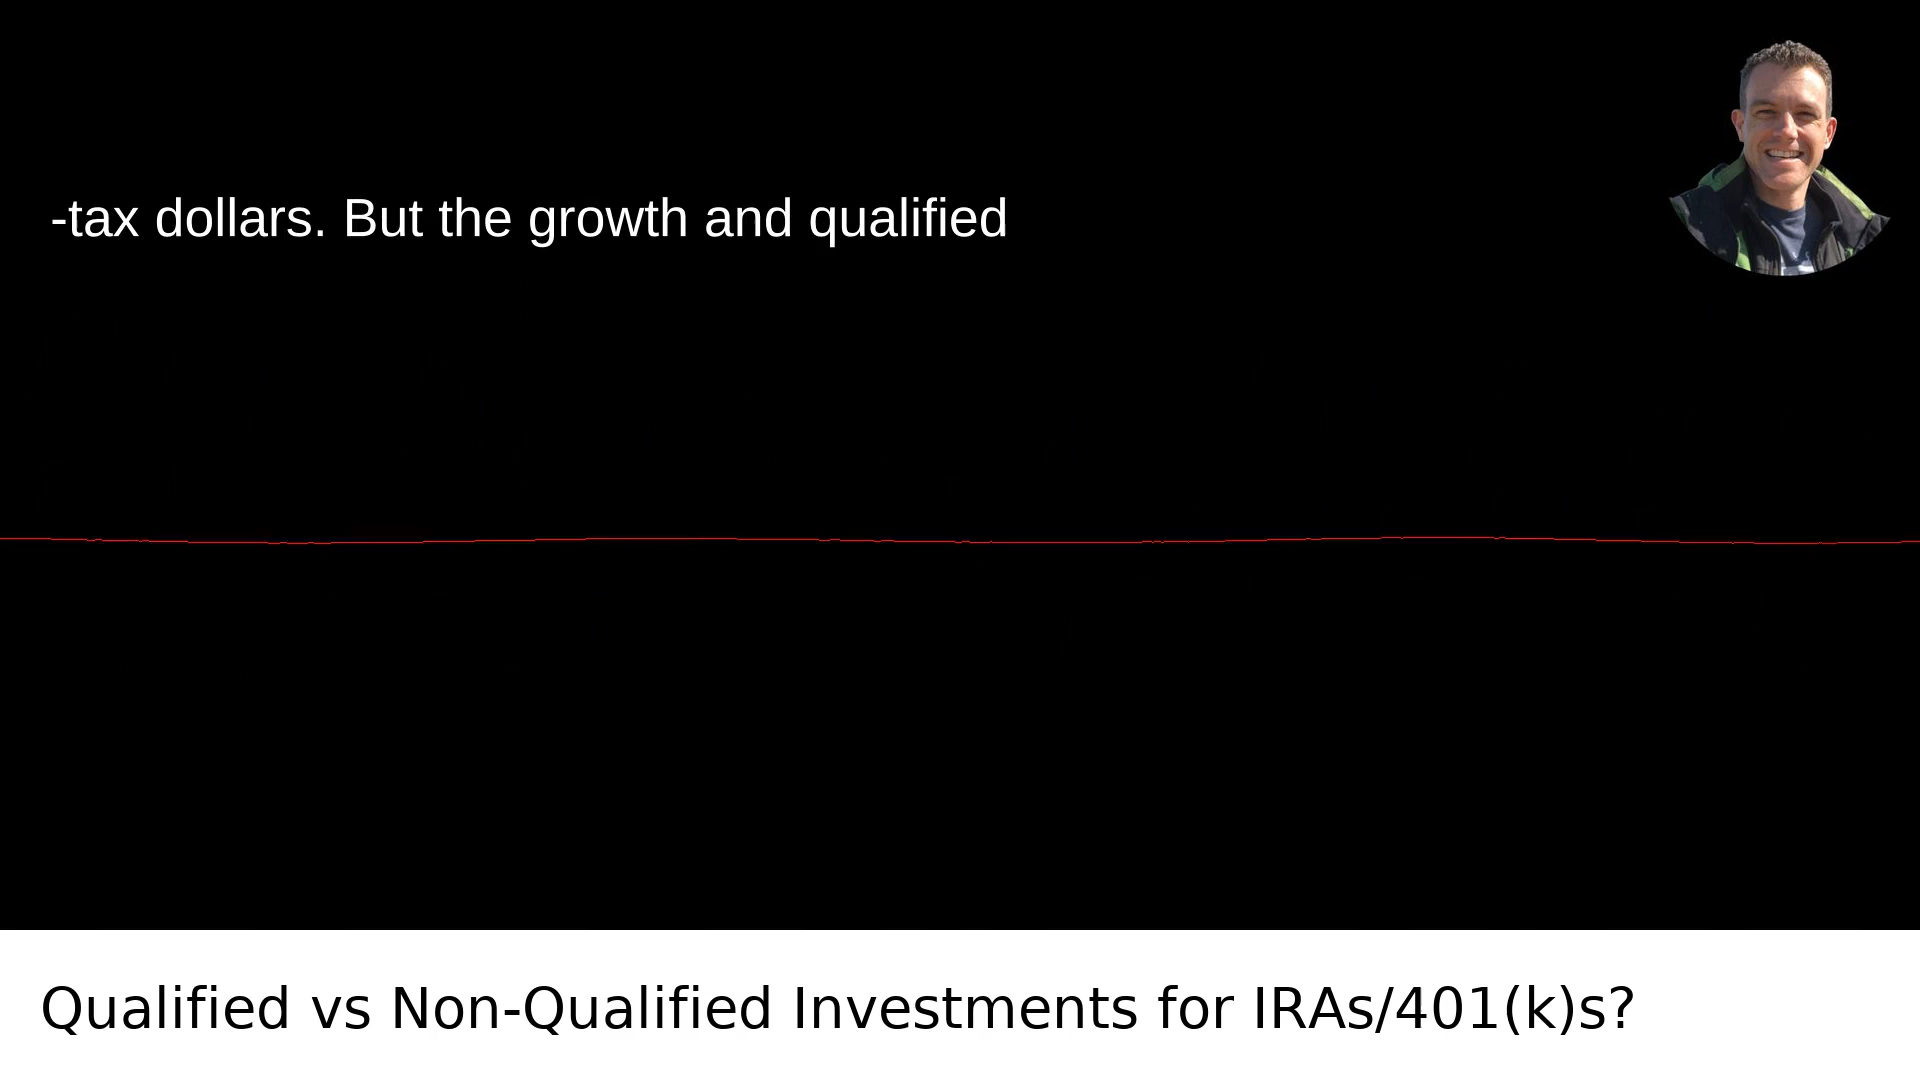 -tax dollars. But the growth and qualified
Qualified vs Non-Qualified Investments for IRAs/401(k)s?